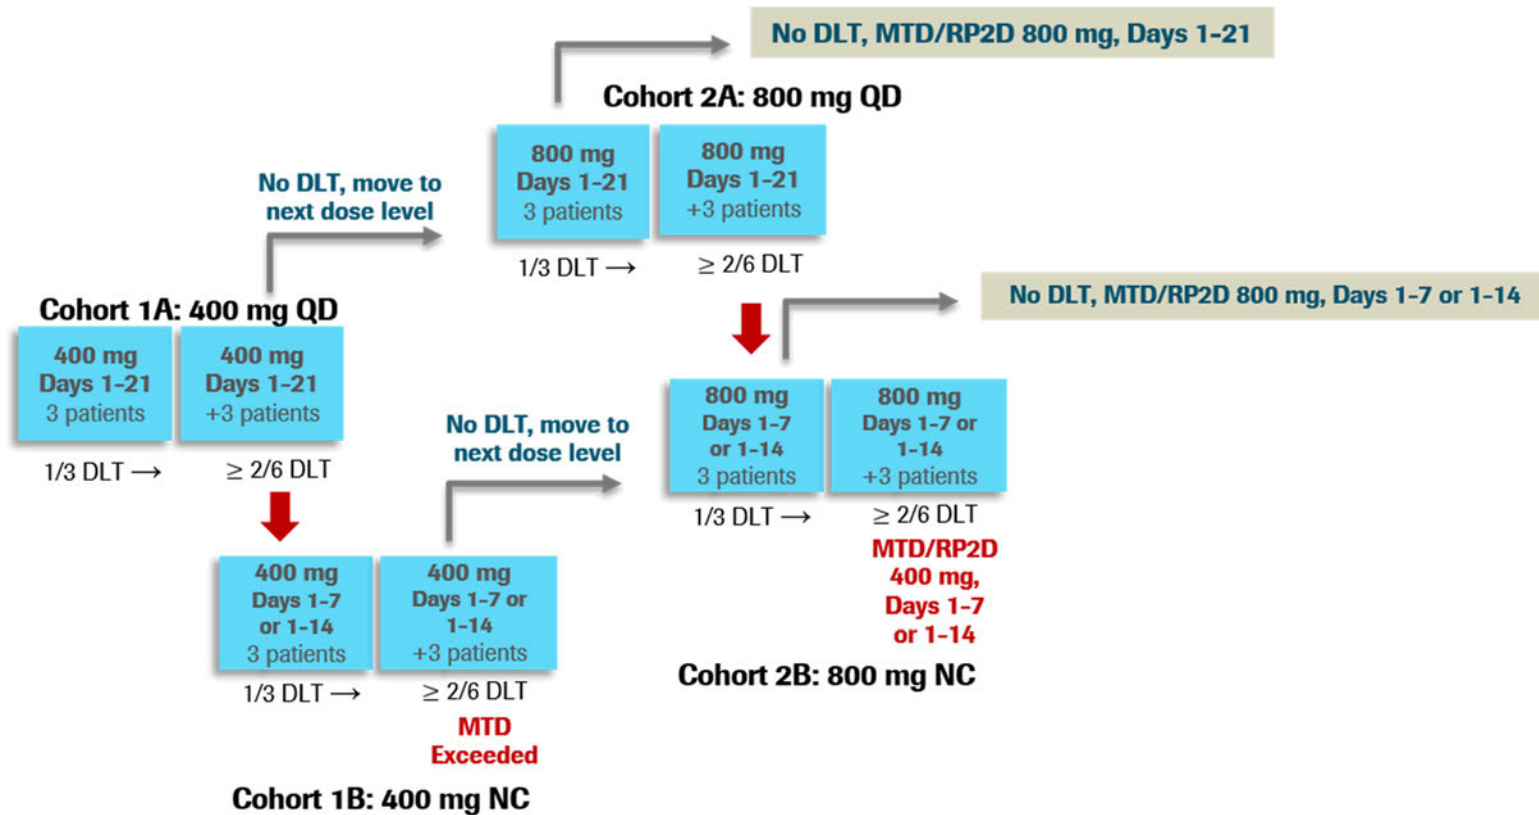 No DLT, MTD/RP2D 800 mg, Days 1-21
Cohort 2A: 800 mg QD
800 mg
Days 1-21
3 patients
800 mg
Days 1-21
+3 patients
1/3 DLT →
≥ 2/6 DLT
No DLT, move to
next dose level
Cohort 1A: 400 mg QD
400 mg
Days 1-21
3 patients
400 mg
Days 1-21
+3 patients
1/3 DLT →
≥ 2/6 DLT
No DLT, MTD/RP2D 800 mg, Days 1-7 or 1-14
No DLT, move to
next dose level
800 mg
Days 1-7
or 1-14
3 patients
800 mg
Days 1-7 or
1-14
+3 patients
1/3 DLT →
≥ 2/6 DLT
MTD/RP2D
400 mg,
Days 1-7
or 1-14
Cohort 2B: 800 mg NC
400 mg
Days 1-7
or 1-14
3 patients
400 mg
Days 1-7 or
1-14
+3 patients
1/3 DLT →
≥ 2/6 DLT
MTD
Exceeded
Cohort 1B: 400 mg NC